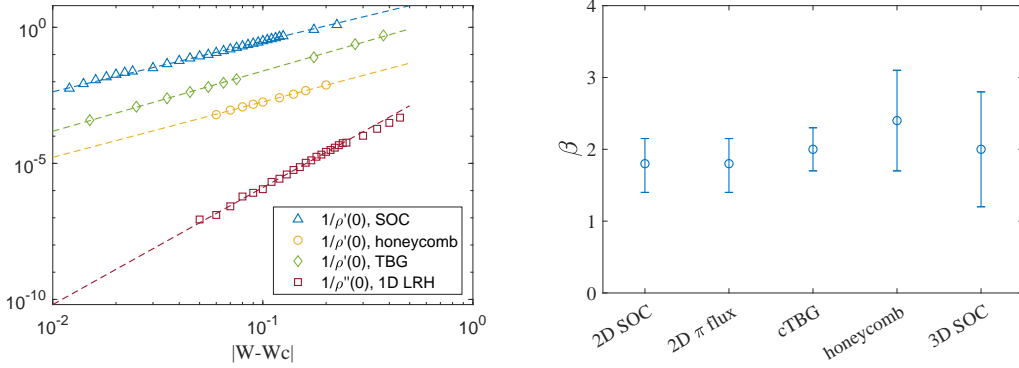 10^0
10^-5
10^-10
10^-2
10^-1
10^0
|W-Wc|
1/ρ'(0), SOC
1/ρ'(0), honeycomb
1/ρ'(0), TBG
1/ρ''(0), 1D LRH
4
3
2
1
0
β
2D SOC
2D π flux
cTBG
honeycomb
3D SOC